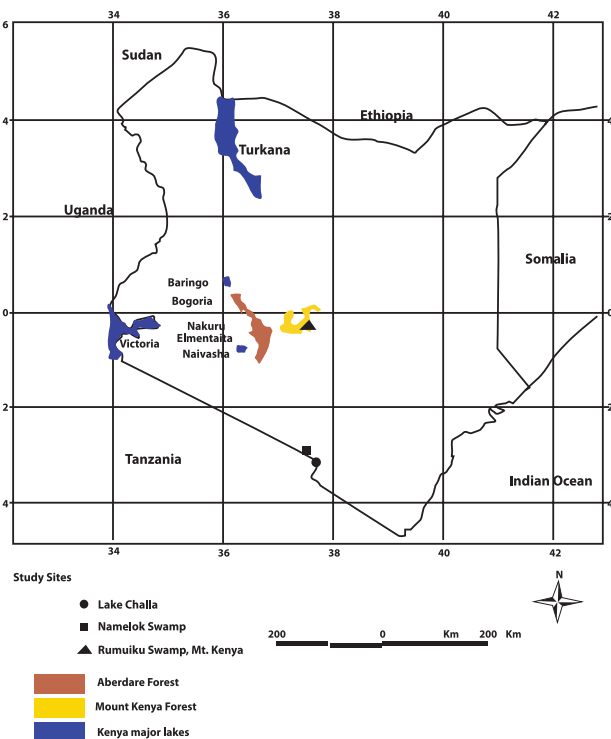 34 36 38 40 42
6 6
Sudan
Ethiopia
4 4
Turkana
Uganda
2 2
Somalia
Baringo
Bogoria
0 0
Nakuru
Elmentaita
Victoria
Naivasha
2 2
Tanzania
Indian Ocean
4 4
34 36 38 40 42
Study Sites
N
Lake Challa
Namelok Swamp
200 0 Km 200 Km
Rumuiku Swamp, Mt. Kenya
Aberdare Forest
Mount Kenya Forest
Kenya major lakes